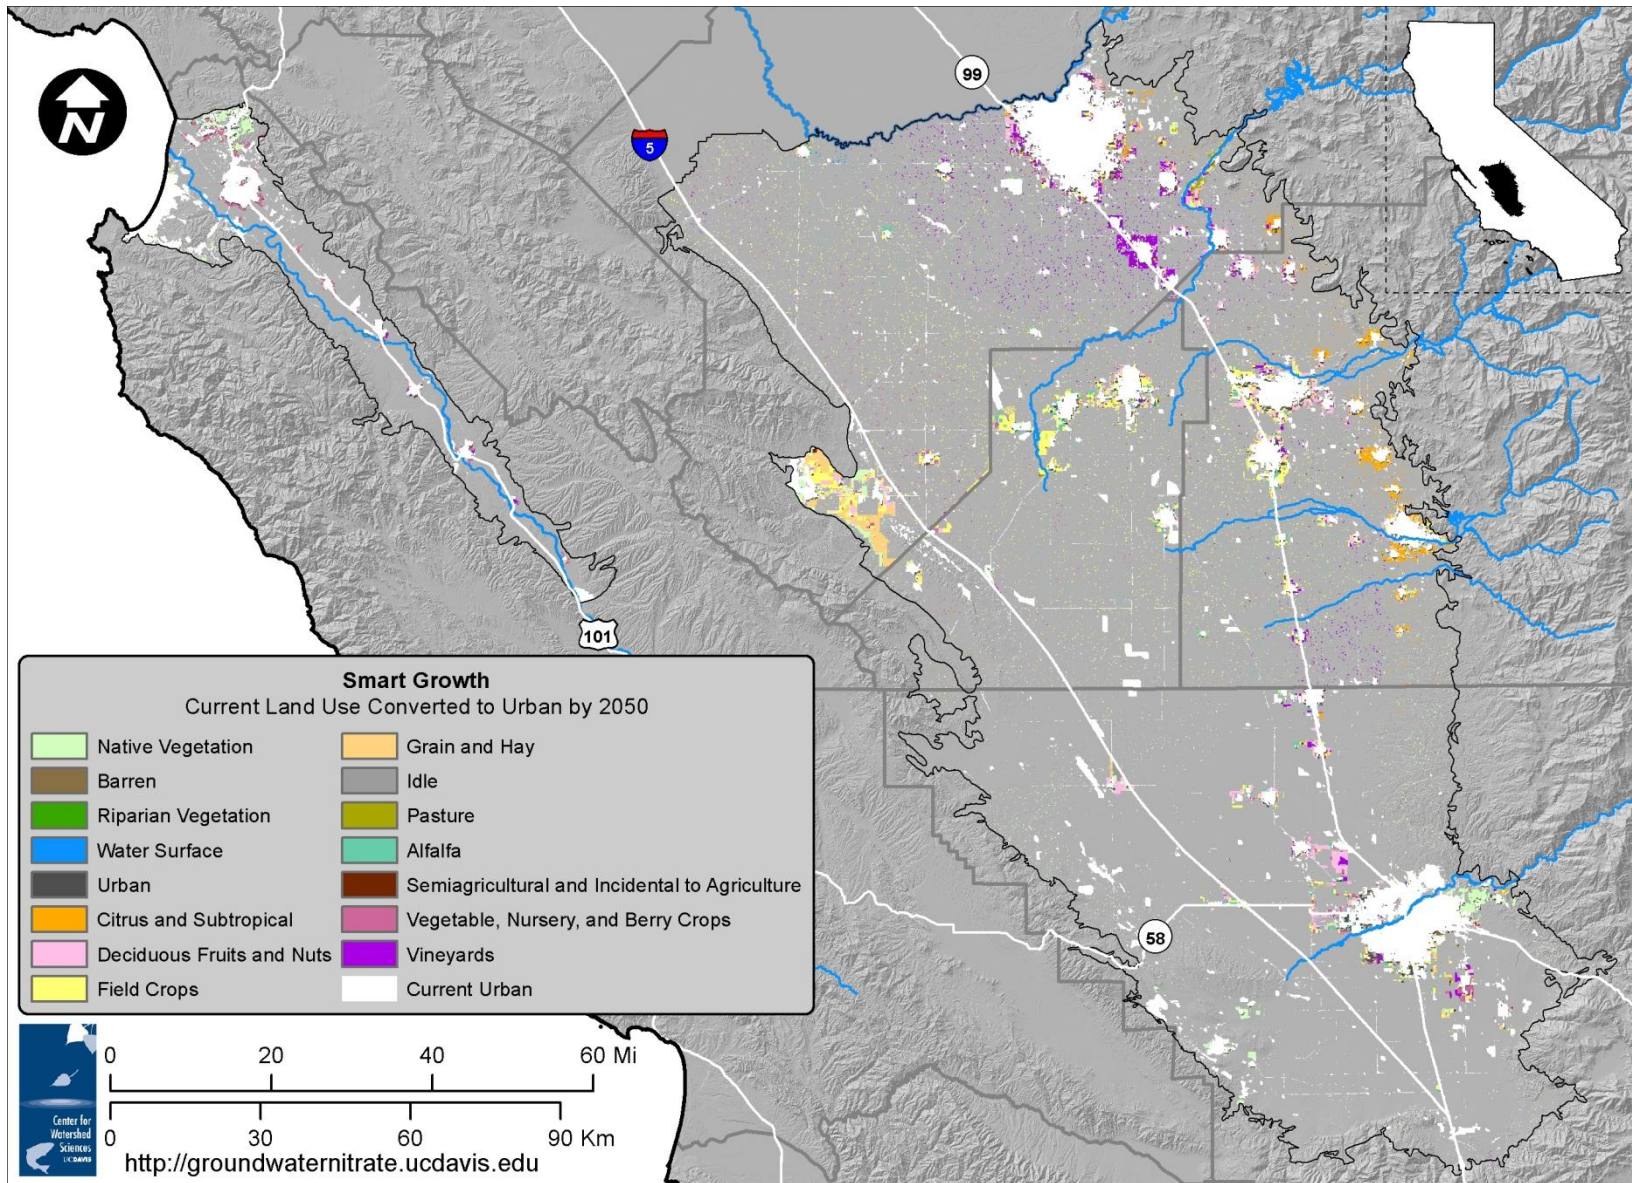 N
99
5
101
58
Smart Growth
Current Land Use Converted to Urban by 2050
Native Vegetation
Barren
Riparian Vegetation
Water Surface
Urban
Citrus and Subtropical
Deciduous Fruits and Nuts
Field Crops
Grain and Hay
Idle
Pasture
Alfalfa
Semiagricultural and Incidental to Agriculture
Vegetable, Nursery, and Berry Crops
Vineyards
Current Urban
Center for
Watershed
Sciences
UCDAVIS
0 20 40 60 Mi
0 30 60 90 Km
http://groundwaternitrate.ucdavis.edu